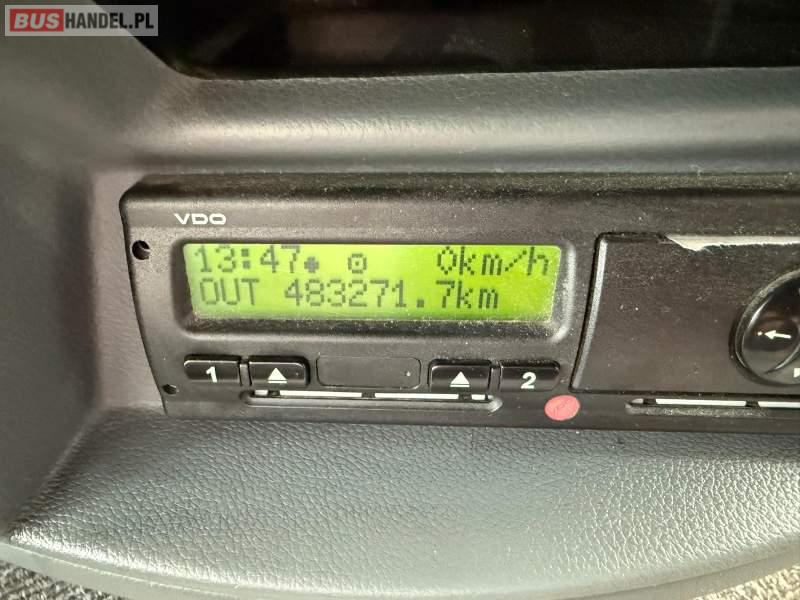 BUSHANDEL.PL
VDO
13:47 0km/h
OUT 483271.7km
1 2